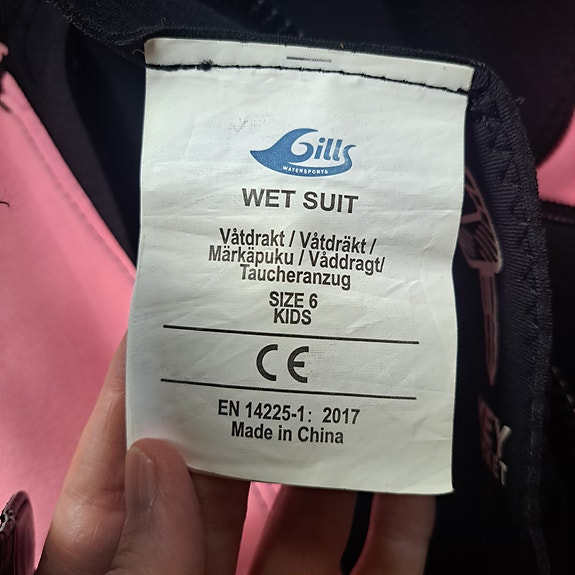 Gills
WATERSPORTS
WET SUIT
Våtdrakt / Våtdräkt /
Märkäpuku / Våddragt/
Taucheranzug
SIZE 6
KIDS
CE
EN 14225-1: 2017
Made in China